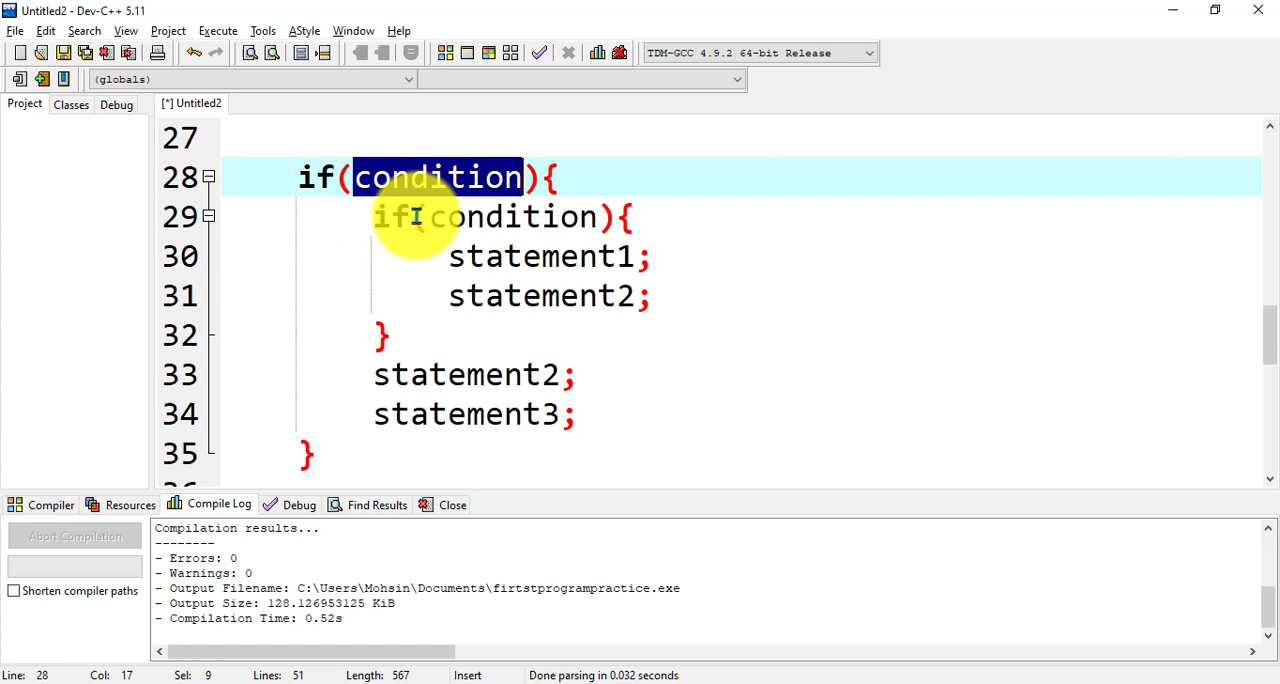 Untitled2 - Dev-C++ 5.11
File Edit Search View Project Execute Tools AStyle Window Help
TDM-GCC 4.9.2 64-bit Release
(globals)
Project Classes Debug [*] Untitled2
27
28 if(condition){
29 if(condition){
30 statement1;
31 statement2;
32 }
33 statement2;
34 statement3;
35 }
Compiler Resources Compile Log Debug Find Results Close
Abort Compilation
Shorten compiler paths
Compilation results...
--------
- Errors: 0
- Warnings: 0
- Output Filename: C:\Users\Mohsin\Documents\firtstprogrampractice.exe
- Output Size: 128.126953125 KiB
- Compilation Time: 0.52s
Line: 28 Col: 17 Sel: 9 Lines: 51 Length: 567 Insert Done parsing in 0.032 seconds